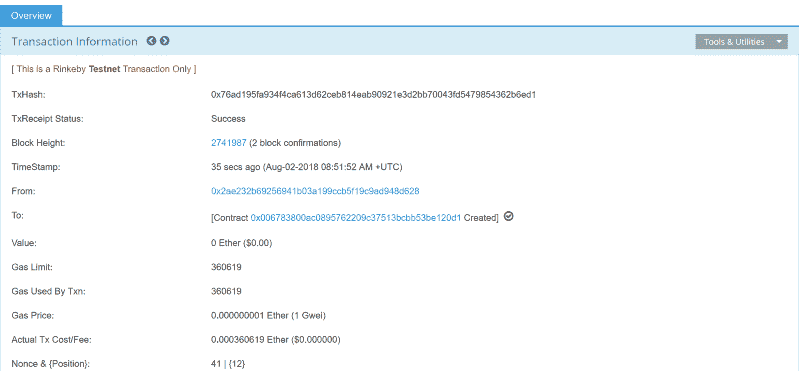 Overview
Transaction Information
Tools & Utilities
[ This Is a Rinkeby Testnet Transaction Only ]
TxHash: 0x76ad195fa934f4ca613d62ceb814eab90921e3d2bb70043fd5479854362b6ed1
TxReceipt Status: Success
Block Height: 2741987 (2 block confirmations)
TimeStamp: 35 secs ago (Aug-02-2018 08:51:52 AM +UTC)
From: 0x2ae232b69256941b03a199ccb5f19c9ad948d628
To: [Contract 0x006783800ac0895762209c37513bcbb53be120d1 Created]
Value: 0 Ether ($0.00)
Gas Limit: 360619
Gas Used By Txn: 360619
Gas Price: 0.000000001 Ether (1 Gwei)
Actual Tx Cost/Fee: 0.000360619 Ether ($0.000000)
Nonce & {Position}: 41 | {12}